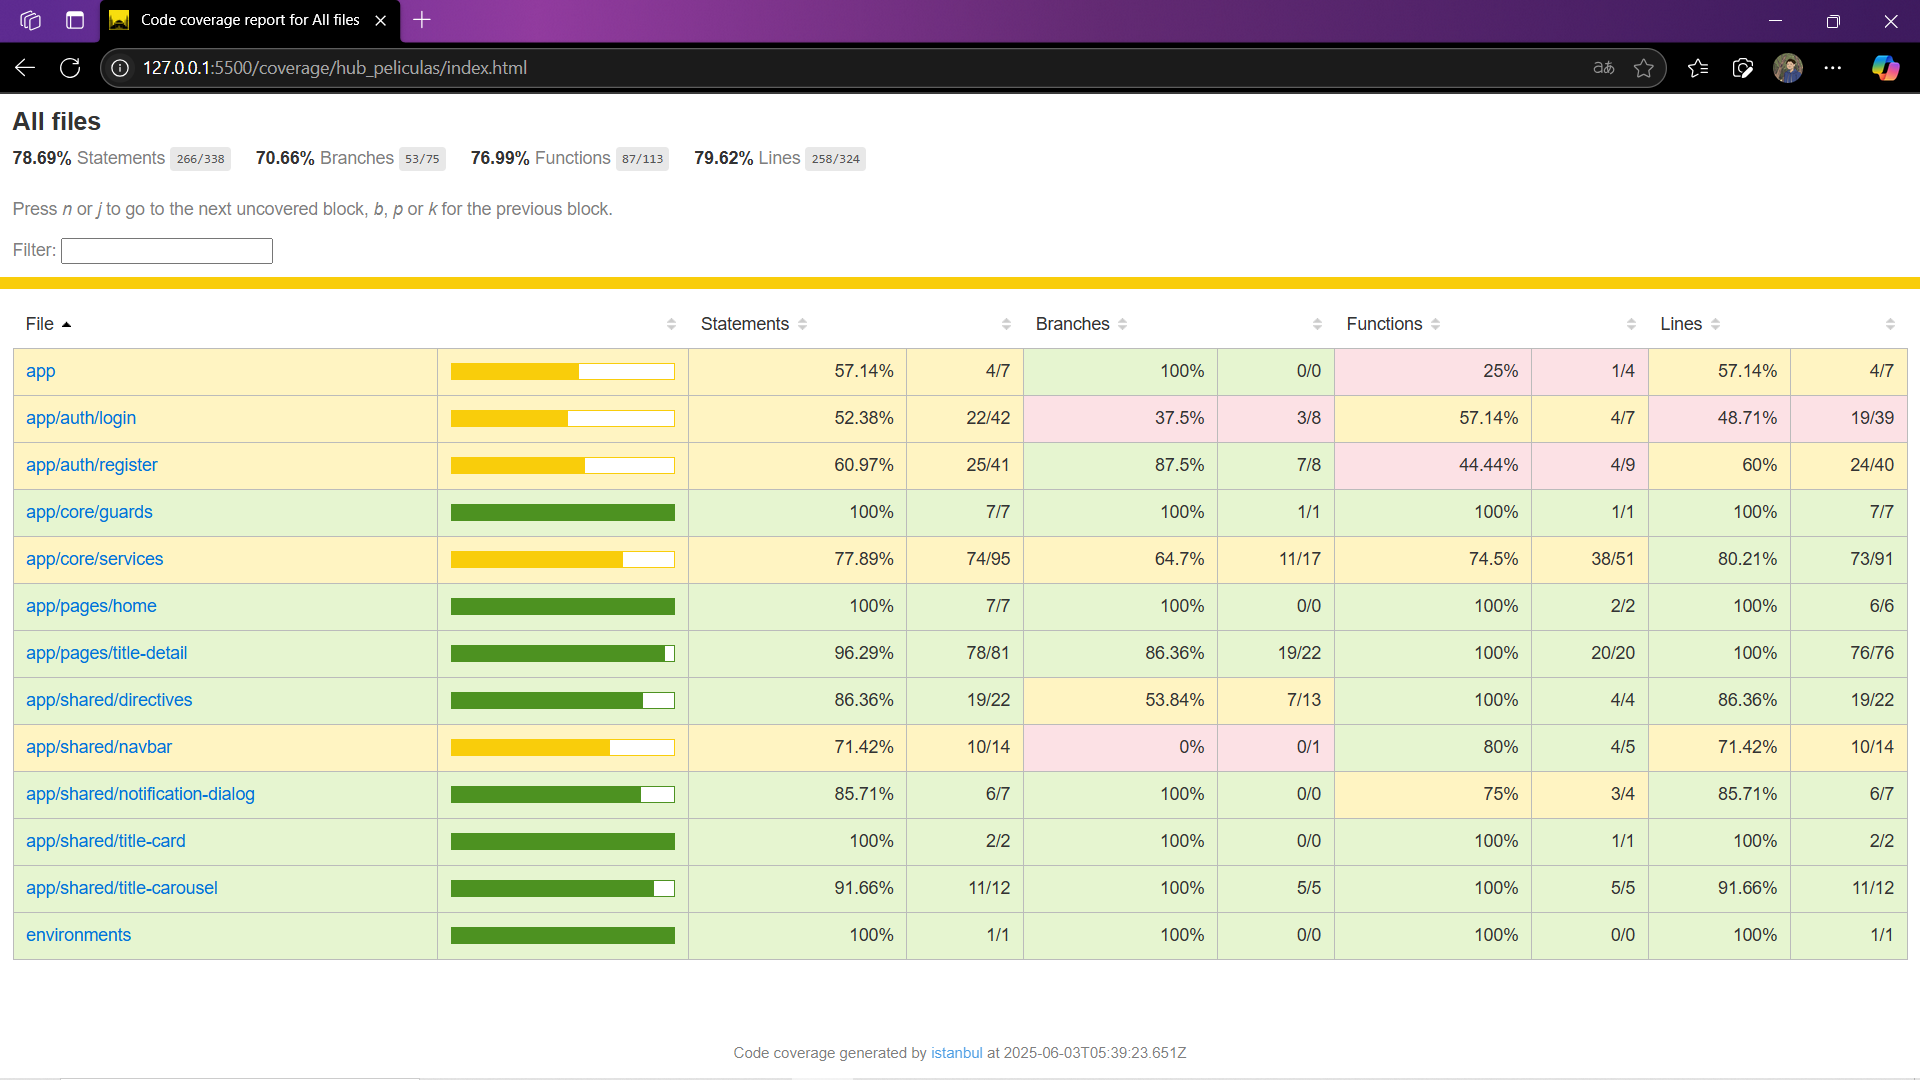 Code coverage report for All files
127.0.0.1:5500/coverage/hub_peliculas/index.html
All files
78.69% Statements 266/338 70.66% Branches 53/75 76.99% Functions 87/113 79.62% Lines 258/324
Press n or j to go to the next uncovered block, b, p or k for the previous block.
Filter:
File Statements Branches Functions Lines
app 57.14% 4/7 100% 0/0 25% 1/4 57.14% 4/7
app/auth/login 52.38% 22/42 37.5% 3/8 57.14% 4/7 48.71% 19/39
app/auth/register 60.97% 25/41 87.5% 7/8 44.44% 4/9 60% 24/40
app/core/guards 100% 7/7 100% 1/1 100% 1/1 100% 7/7
app/core/services 77.89% 74/95 64.7% 11/17 74.5% 38/51 80.21% 73/91
app/pages/home 100% 7/7 100% 0/0 100% 2/2 100% 6/6
app/pages/title-detail 96.29% 78/81 86.36% 19/22 100% 20/20 100% 76/76
app/shared/directives 86.36% 19/22 53.84% 7/13 100% 4/4 86.36% 19/22
app/shared/navbar 71.42% 10/14 0% 0/1 80% 4/5 71.42% 10/14
app/shared/notification-dialog 85.71% 6/7 100% 0/0 75% 3/4 85.71% 6/7
app/shared/title-card 100% 2/2 100% 0/0 100% 1/1 100% 2/2
app/shared/title-carousel 91.66% 11/12 100% 5/5 100% 5/5 91.66% 11/12
environments 100% 1/1 100% 0/0 100% 0/0 100% 1/1
Code coverage generated by istanbul at 2025-06-03T05:39:23.651Z